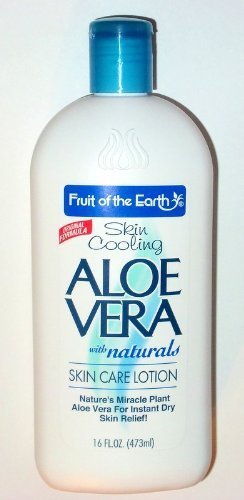 Fruit of the Earth
ORIGINAL FORMULA
Skin
Cooling
ALOE
VERA
with naturals
SKIN CARE LOTION
Nature's Miracle Plant
Aloe Vera For Instant Dry
Skin Relief!
16 FL.OZ. (473ml)